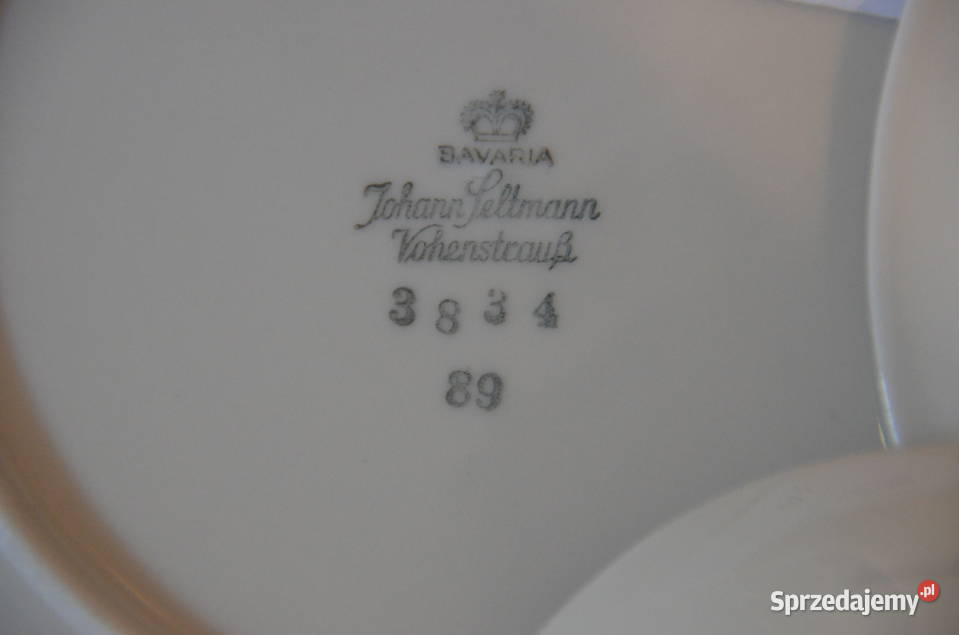 BAVARIA
Johann Seltmann
Vohenstrauß
3834
89
Sprzedajemy.pl